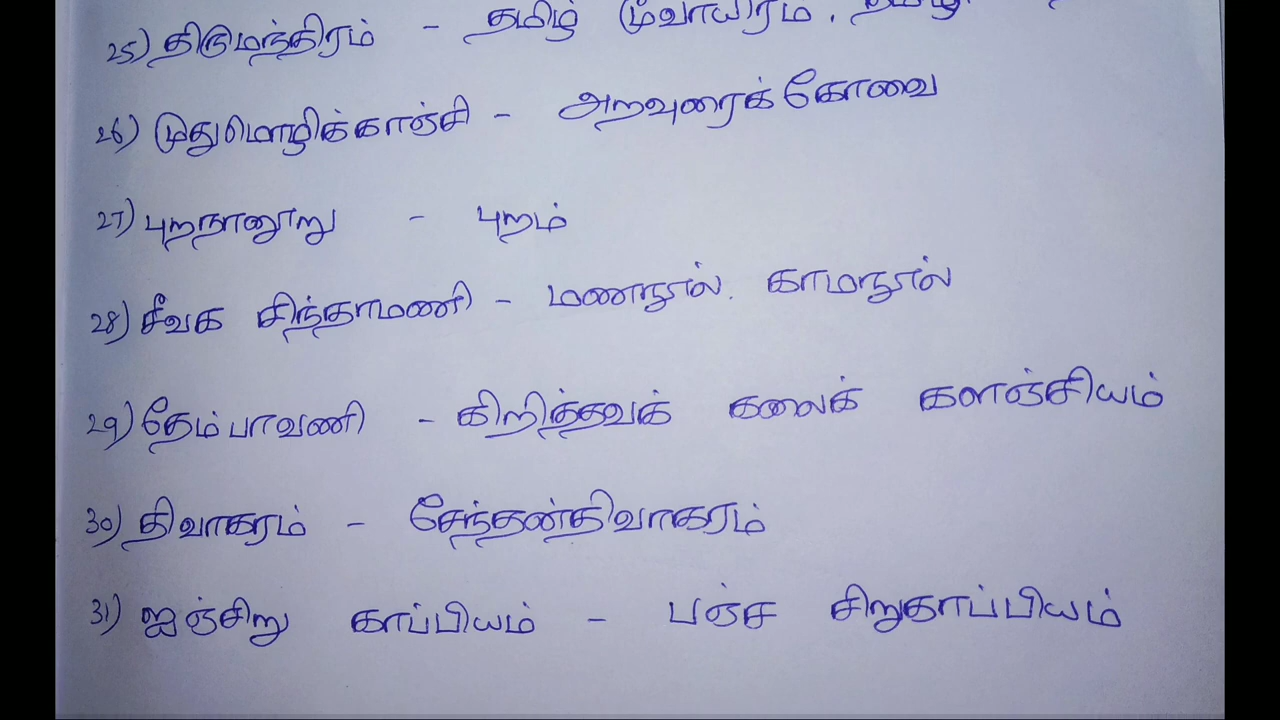 25) திருமந்திரம் - தமிழ் மூவாயிரம்.
26) முதுமொழிக்காஞ்சி - அறவுரைக்கோவை
27) புறநானூறு - புறம்
28) சீவக சிந்தாமணி - மணநூல். காமநூல்
29) தேம்பாவணி - கிறித்தவக் கலைக் களஞ்சியம்
30) திவாகரம் - சேந்தன்திவாகரம்
31) ஐஞ்சிறு காப்பியம் - பஞ்ச சிறுகாப்பியம்